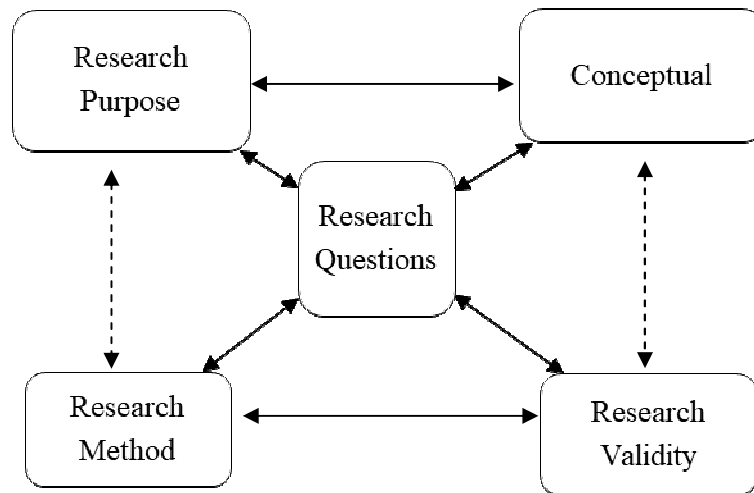 Research
Purpose
Conceptual
Research
Questions
Research
Method
Research
Validity